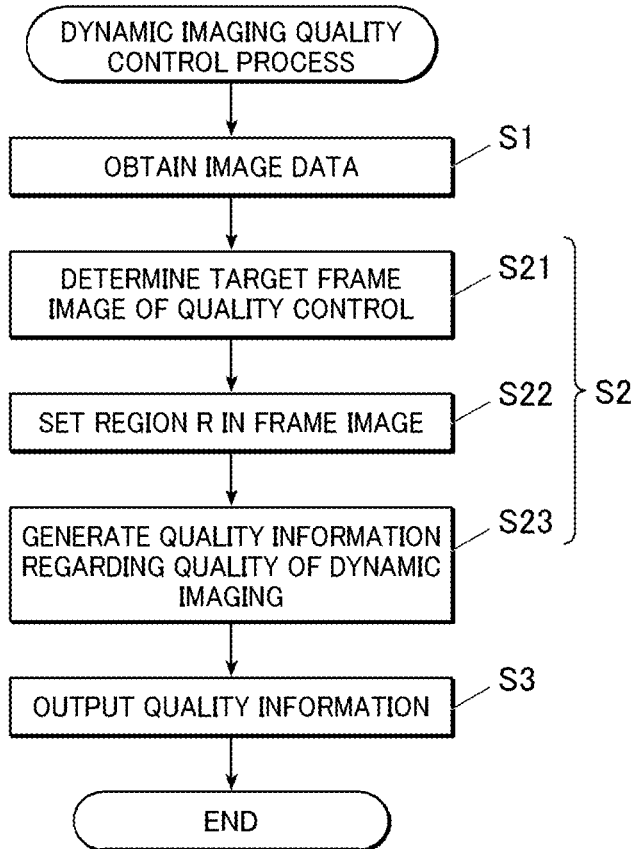 DYNAMIC IMAGING QUALITY
CONTROL PROCESS
S1
OBTAIN IMAGE DATA
S21
DETERMINE TARGET FRAME
IMAGE OF QUALITY CONTROL
S22
S2
SET REGION R IN FRAME IMAGE
S23
GENERATE QUALITY INFORMATION
REGARDING QUALITY OF DYNAMIC
IMAGING
S3
OUTPUT QUALITY INFORMATION
END